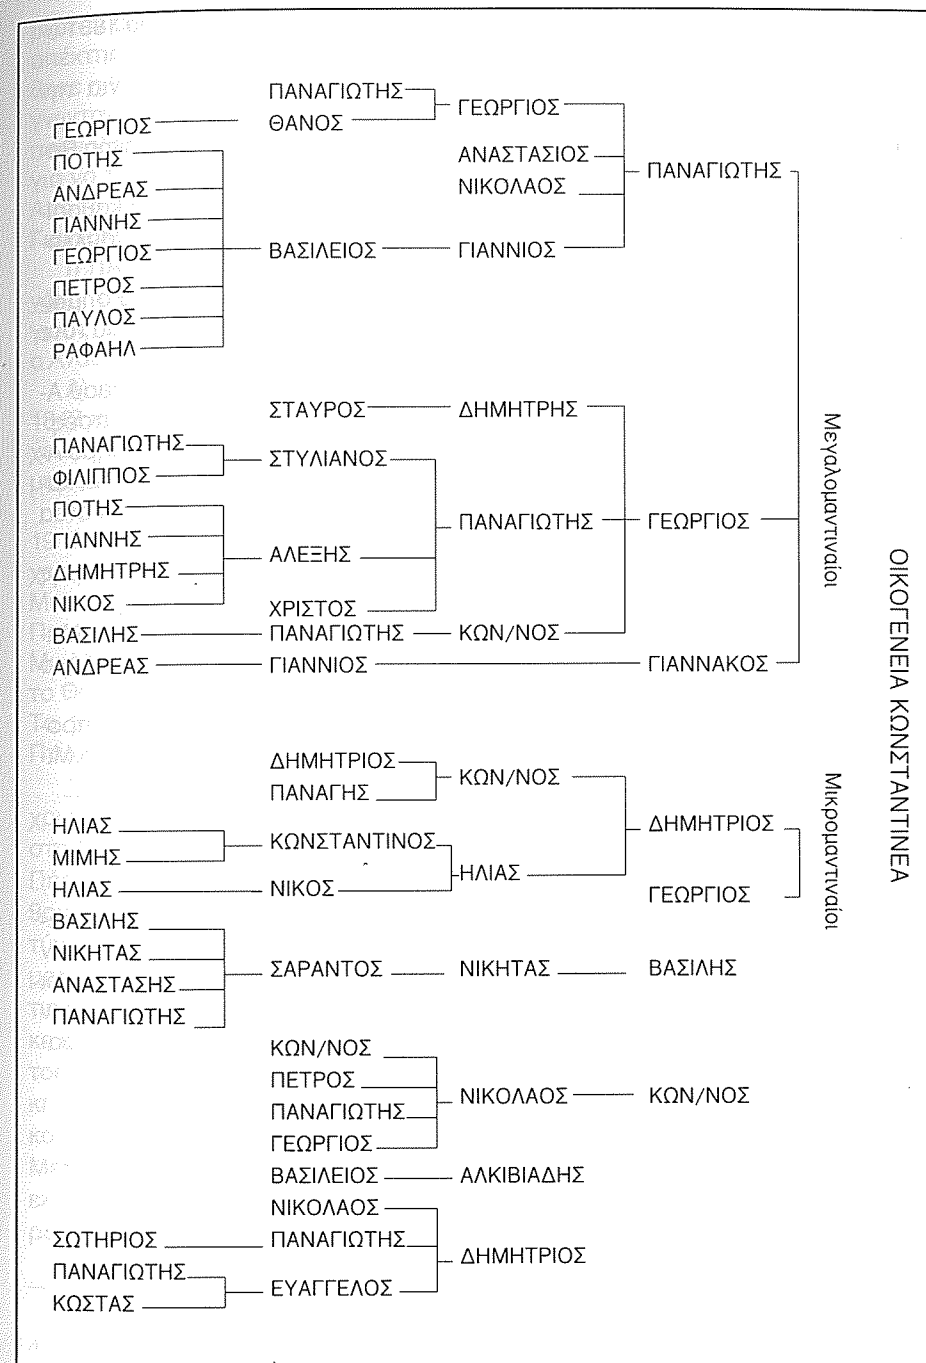 ΠΑΝΑΓΙΩΤΗΣ ΓΕΩΡΓΙΟΣ
ΓΕΩΡΓΙΟΣ ΘΑΝΟΣ
ΠΟΤΗΣ ΑΝΑΣΤΑΣΙΟΣ ΠΑΝΑΓΙΩΤΗΣ
ΑΝΔΡΕΑΣ ΝΙΚΟΛΑΟΣ
ΓΙΑΝΝΗΣ
ΓΕΩΡΓΙΟΣ ΒΑΣΙΛΕΙΟΣ ΓΙΑΝΝΙΟΣ
ΠΕΤΡΟΣ
ΠΑΥΛΟΣ
ΡΑΦΑΗΛ
ΣΤΑΥΡΟΣ ΔΗΜΗΤΡΗΣ
ΠΑΝΑΓΙΩΤΗΣ ΣΤΥΛΙΑΝΟΣ
ΦΙΛΙΠΠΟΣ
ΠΟΤΗΣ ΠΑΝΑΓΙΩΤΗΣ ΓΕΩΡΓΙΟΣ
ΓΙΑΝΝΗΣ ΑΛΕΞΗΣ
ΔΗΜΗΤΡΗΣ
ΝΙΚΟΣ ΧΡΙΣΤΟΣ
ΒΑΣΙΛΗΣ ΠΑΝΑΓΙΩΤΗΣ ΚΩΝ/ΝΟΣ
ΑΝΔΡΕΑΣ ΓΙΑΝΝΙΟΣ ΓΙΑΝΝΑΚΟΣ
Μεγαλομαντιναίοι
ΟΙΚΟΓΕΝΕΙΑ ΚΩΝΣΤΑΝΤΙΝΕΑ
ΔΗΜΗΤΡΙΟΣ ΚΩΝ/ΝΟΣ
ΠΑΝΑΓΗΣ
ΗΛΙΑΣ ΚΩΝΣΤΑΝΤΙΝΟΣ ΔΗΜΗΤΡΙΟΣ
ΜΙΜΗΣ
ΗΛΙΑΣ ΝΙΚΟΣ ΗΛΙΑΣ ΓΕΩΡΓΙΟΣ
Μικρομαντιναίοι
ΒΑΣΙΛΗΣ
ΝΙΚΗΤΑΣ ΣΑΡΑΝΤΟΣ ΝΙΚΗΤΑΣ ΒΑΣΙΛΗΣ
ΑΝΑΣΤΑΣΗΣ
ΠΑΝΑΓΙΩΤΗΣ
ΚΩΝ/ΝΟΣ
ΠΕΤΡΟΣ ΝΙΚΟΛΑΟΣ ΚΩΝ/ΝΟΣ
ΠΑΝΑΓΙΩΤΗΣ
ΓΕΩΡΓΙΟΣ
ΒΑΣΙΛΕΙΟΣ ΑΛΚΙΒΙΑΔΗΣ
ΝΙΚΟΛΑΟΣ
ΣΩΤΗΡΙΟΣ ΠΑΝΑΓΙΩΤΗΣ ΔΗΜΗΤΡΙΟΣ
ΠΑΝΑΓΙΩΤΗΣ ΕΥΑΓΓΕΛΟΣ
ΚΩΣΤΑΣ